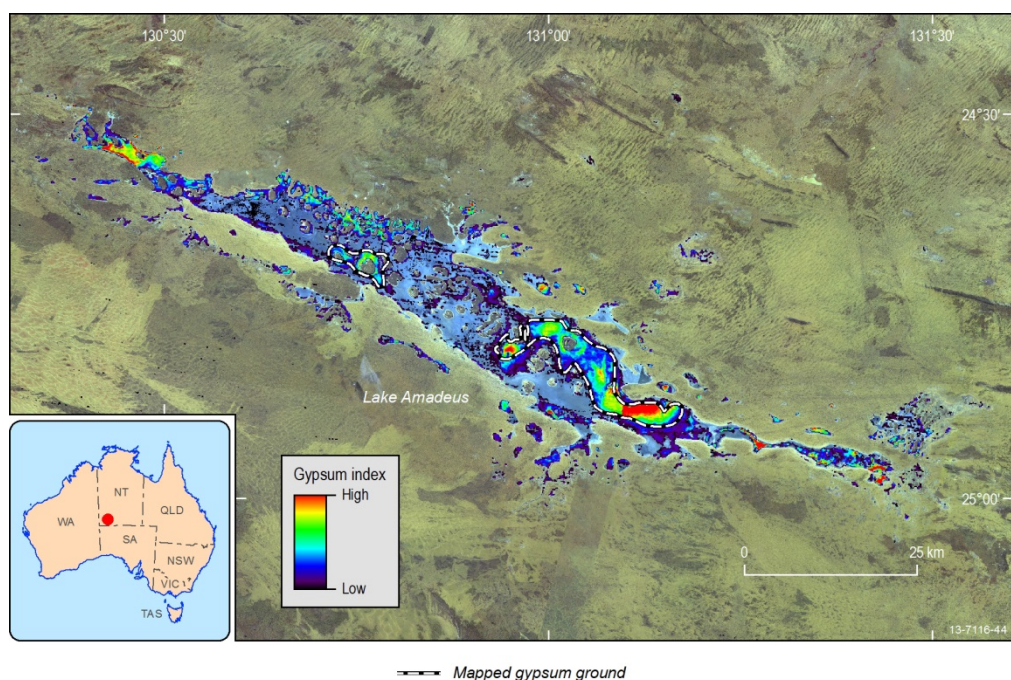 130°30'
131°00'
131°30'
24°30'
Lake Amadeus
Gypsum index
High
Low
NT
QLD
WA
SA
NSW
VIC
TAS
25°00'
0
25 km
13-7116-44
Mapped gypsum ground